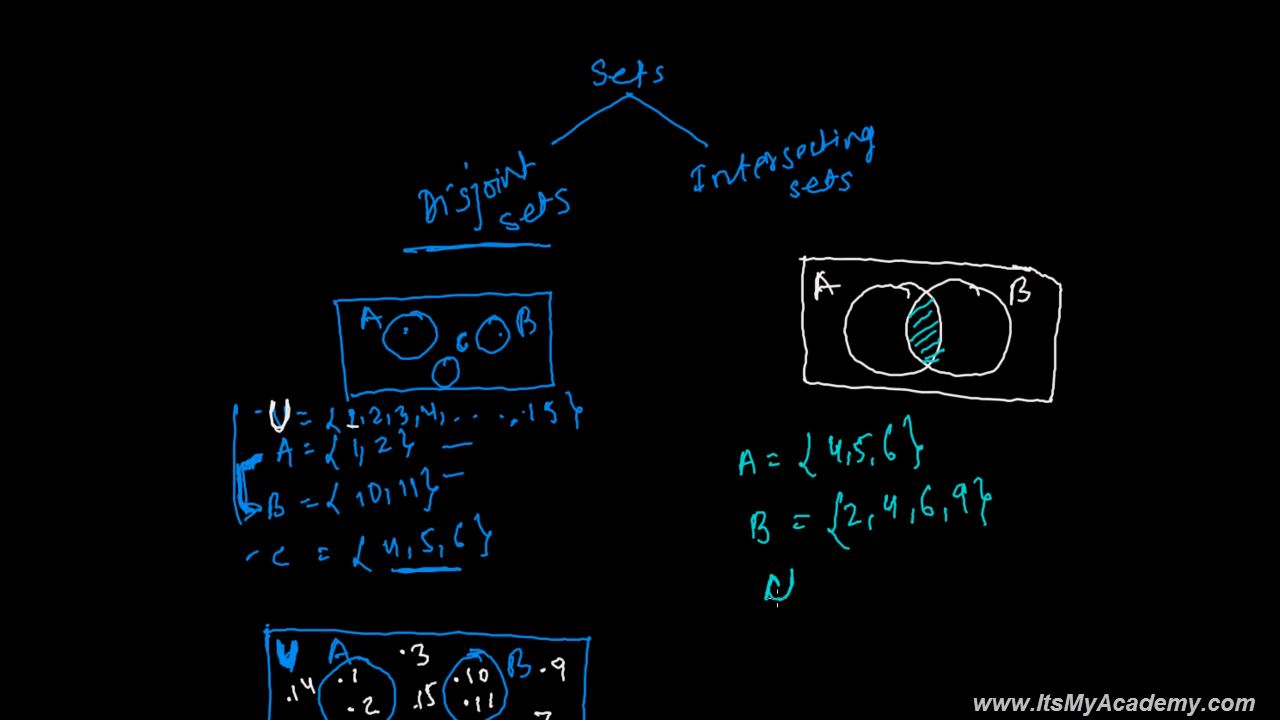 Sets
Disjoint
sets
Intersecting
sets
A B
C
U = {1,2,3,4,. . . . .15}
A = {1,2} —
B = {10,11} —
C = {4,5,6}
A B
A = {4,5,6}
B = {2,4,6,9}
U
U A .3 B .9
.14 .1 .15 .10
.2 .11
www.ItsMyAcademy.com